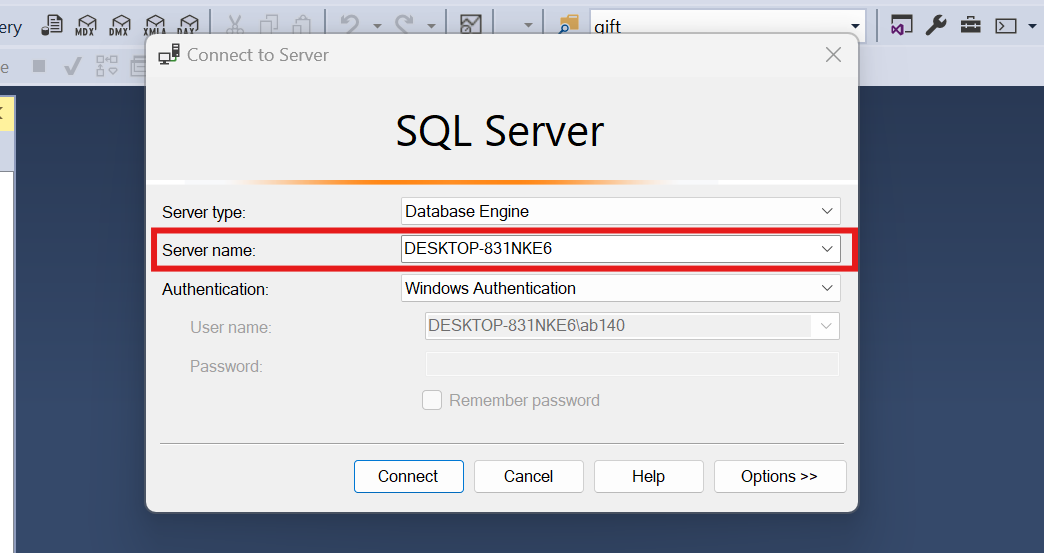 ery MDX DMX XMLA DAX gift
e
Connect to Server
SQL Server
Server type: Database Engine
Server name: DESKTOP-831NKE6
Authentication: Windows Authentication
User name: DESKTOP-831NKE6\ab140
Password:
Remember password
Connect Cancel Help Options >>